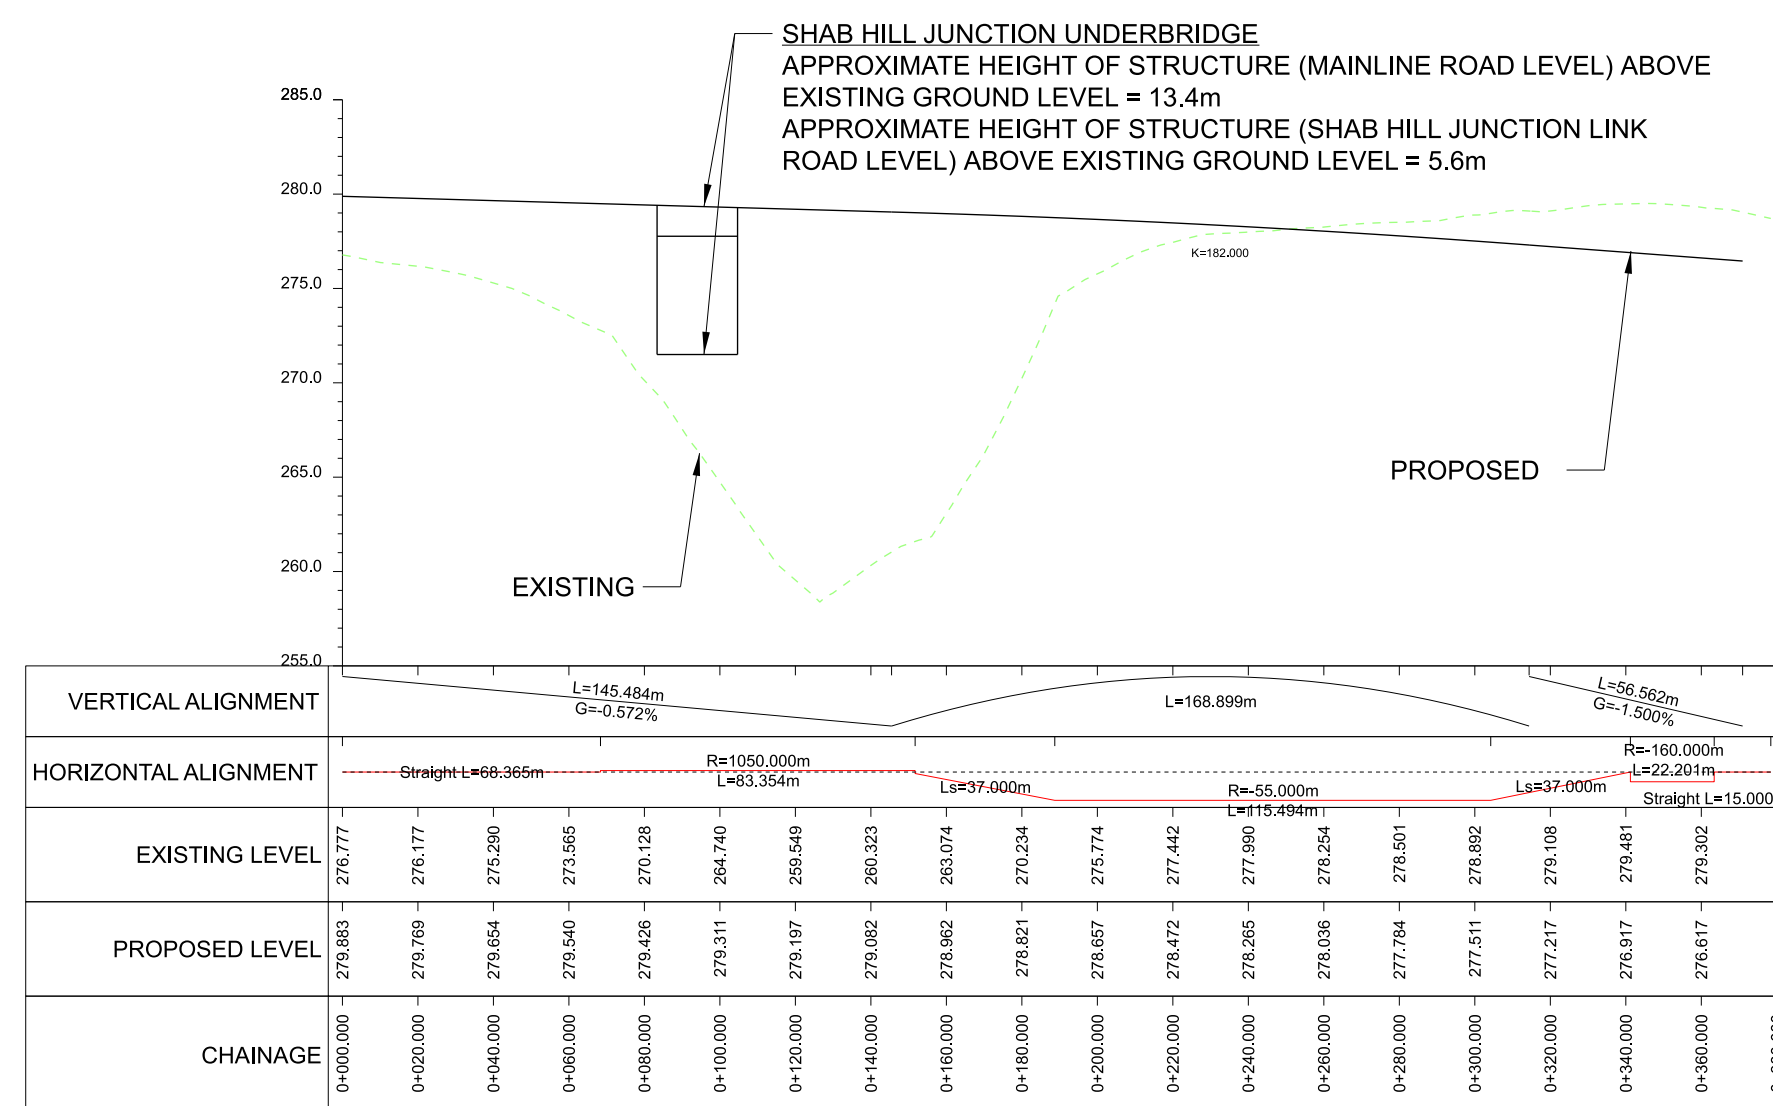 SHAB HILL JUNCTION UNDERBRIDGE
APPROXIMATE HEIGHT OF STRUCTURE (MAINLINE ROAD LEVEL) ABOVE
EXISTING GROUND LEVEL = 13.4m
APPROXIMATE HEIGHT OF STRUCTURE (SHAB HILL JUNCTION LINK
ROAD LEVEL) ABOVE EXISTING GROUND LEVEL = 5.6m
285.0
280.0
275.0
270.0
265.0
260.0
255.0
K=182.000
PROPOSED
EXISTING
VERTICAL ALIGNMENT
L=145.484m
G=-0.572%
L=168.899m
L=56.562m
G=-1.500%
HORIZONTAL ALIGNMENT
Straight L=68.365m
R=1050.000m
L=83.354m
Ls=37.000m
R=-55.000m
L=115.494m
Ls=37.000m
R=-160.000m
L=22.201m
Straight L=15.000
EXISTING LEVEL
276.777
276.177
275.290
273.565
270.128
264.740
259.549
260.323
263.074
270.234
275.774
277.442
277.990
278.254
278.501
278.892
279.108
279.481
279.302
PROPOSED LEVEL
279.883
279.769
279.654
279.540
279.426
279.311
279.197
279.082
278.962
278.821
278.657
278.472
278.265
278.036
277.784
277.511
277.217
276.917
276.617
CHAINAGE
0+000.000
0+020.000
0+040.000
0+060.000
0+080.000
0+100.000
0+120.000
0+140.000
0+160.000
0+180.000
0+200.000
0+220.000
0+240.000
0+260.000
0+280.000
0+300.000
0+320.000
0+340.000
0+360.000